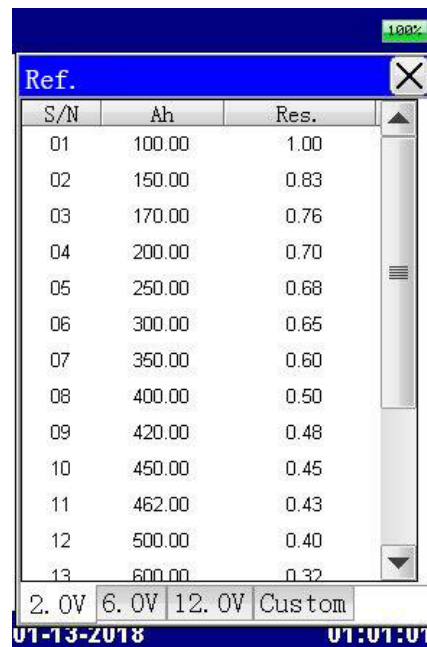 100%
Ref.
S/N Ah Res.
01 100.00 1.00
02 150.00 0.83
03 170.00 0.76
04 200.00 0.70
05 250.00 0.68
06 300.00 0.65
07 350.00 0.60
08 400.00 0.50
09 420.00 0.48
10 450.00 0.45
11 462.00 0.43
12 500.00 0.40
13 600.00 0.32
2.0V 6.0V 12.0V Custom
01-13-2018 01:01:01